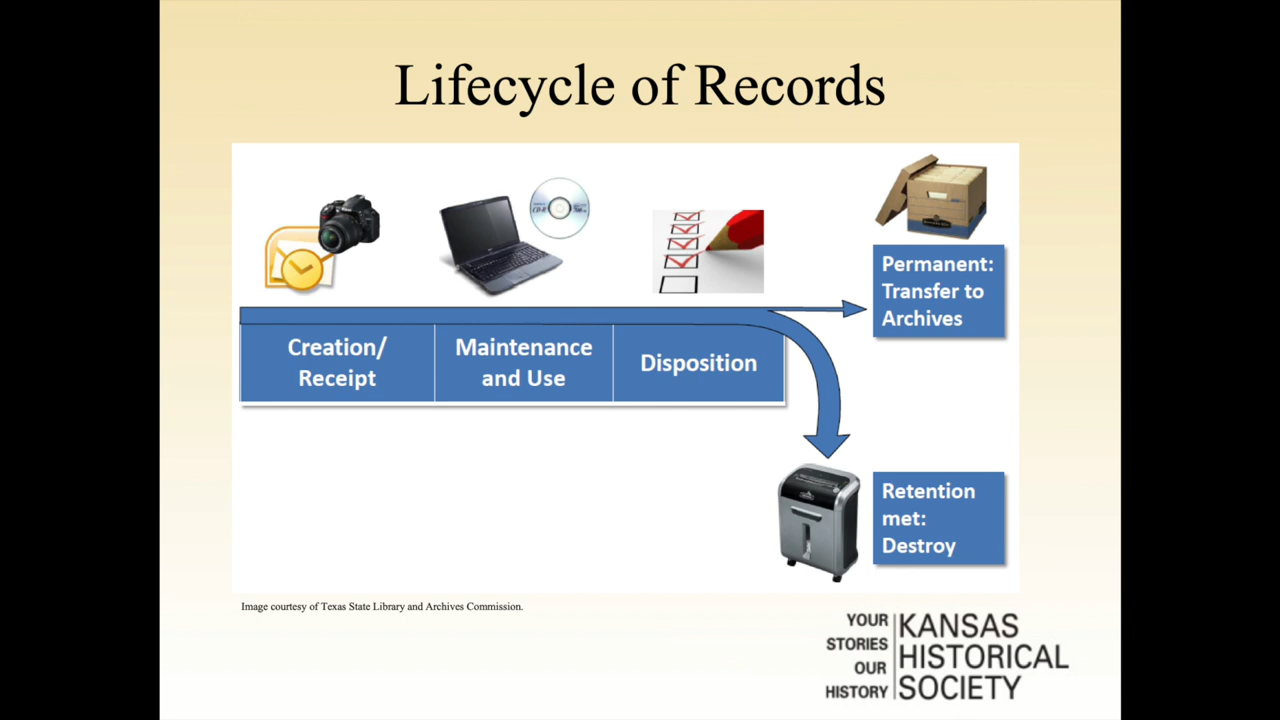 Lifecycle of Records
Permanent:
Transfer to
Archives
Creation/
Receipt
Maintenance
and Use
Disposition
Retention
met:
Destroy
Image courtesy of Texas State Library and Archives Commission.
YOUR
STORIES
OUR
HISTORY
KANSAS
HISTORICAL
SOCIETY